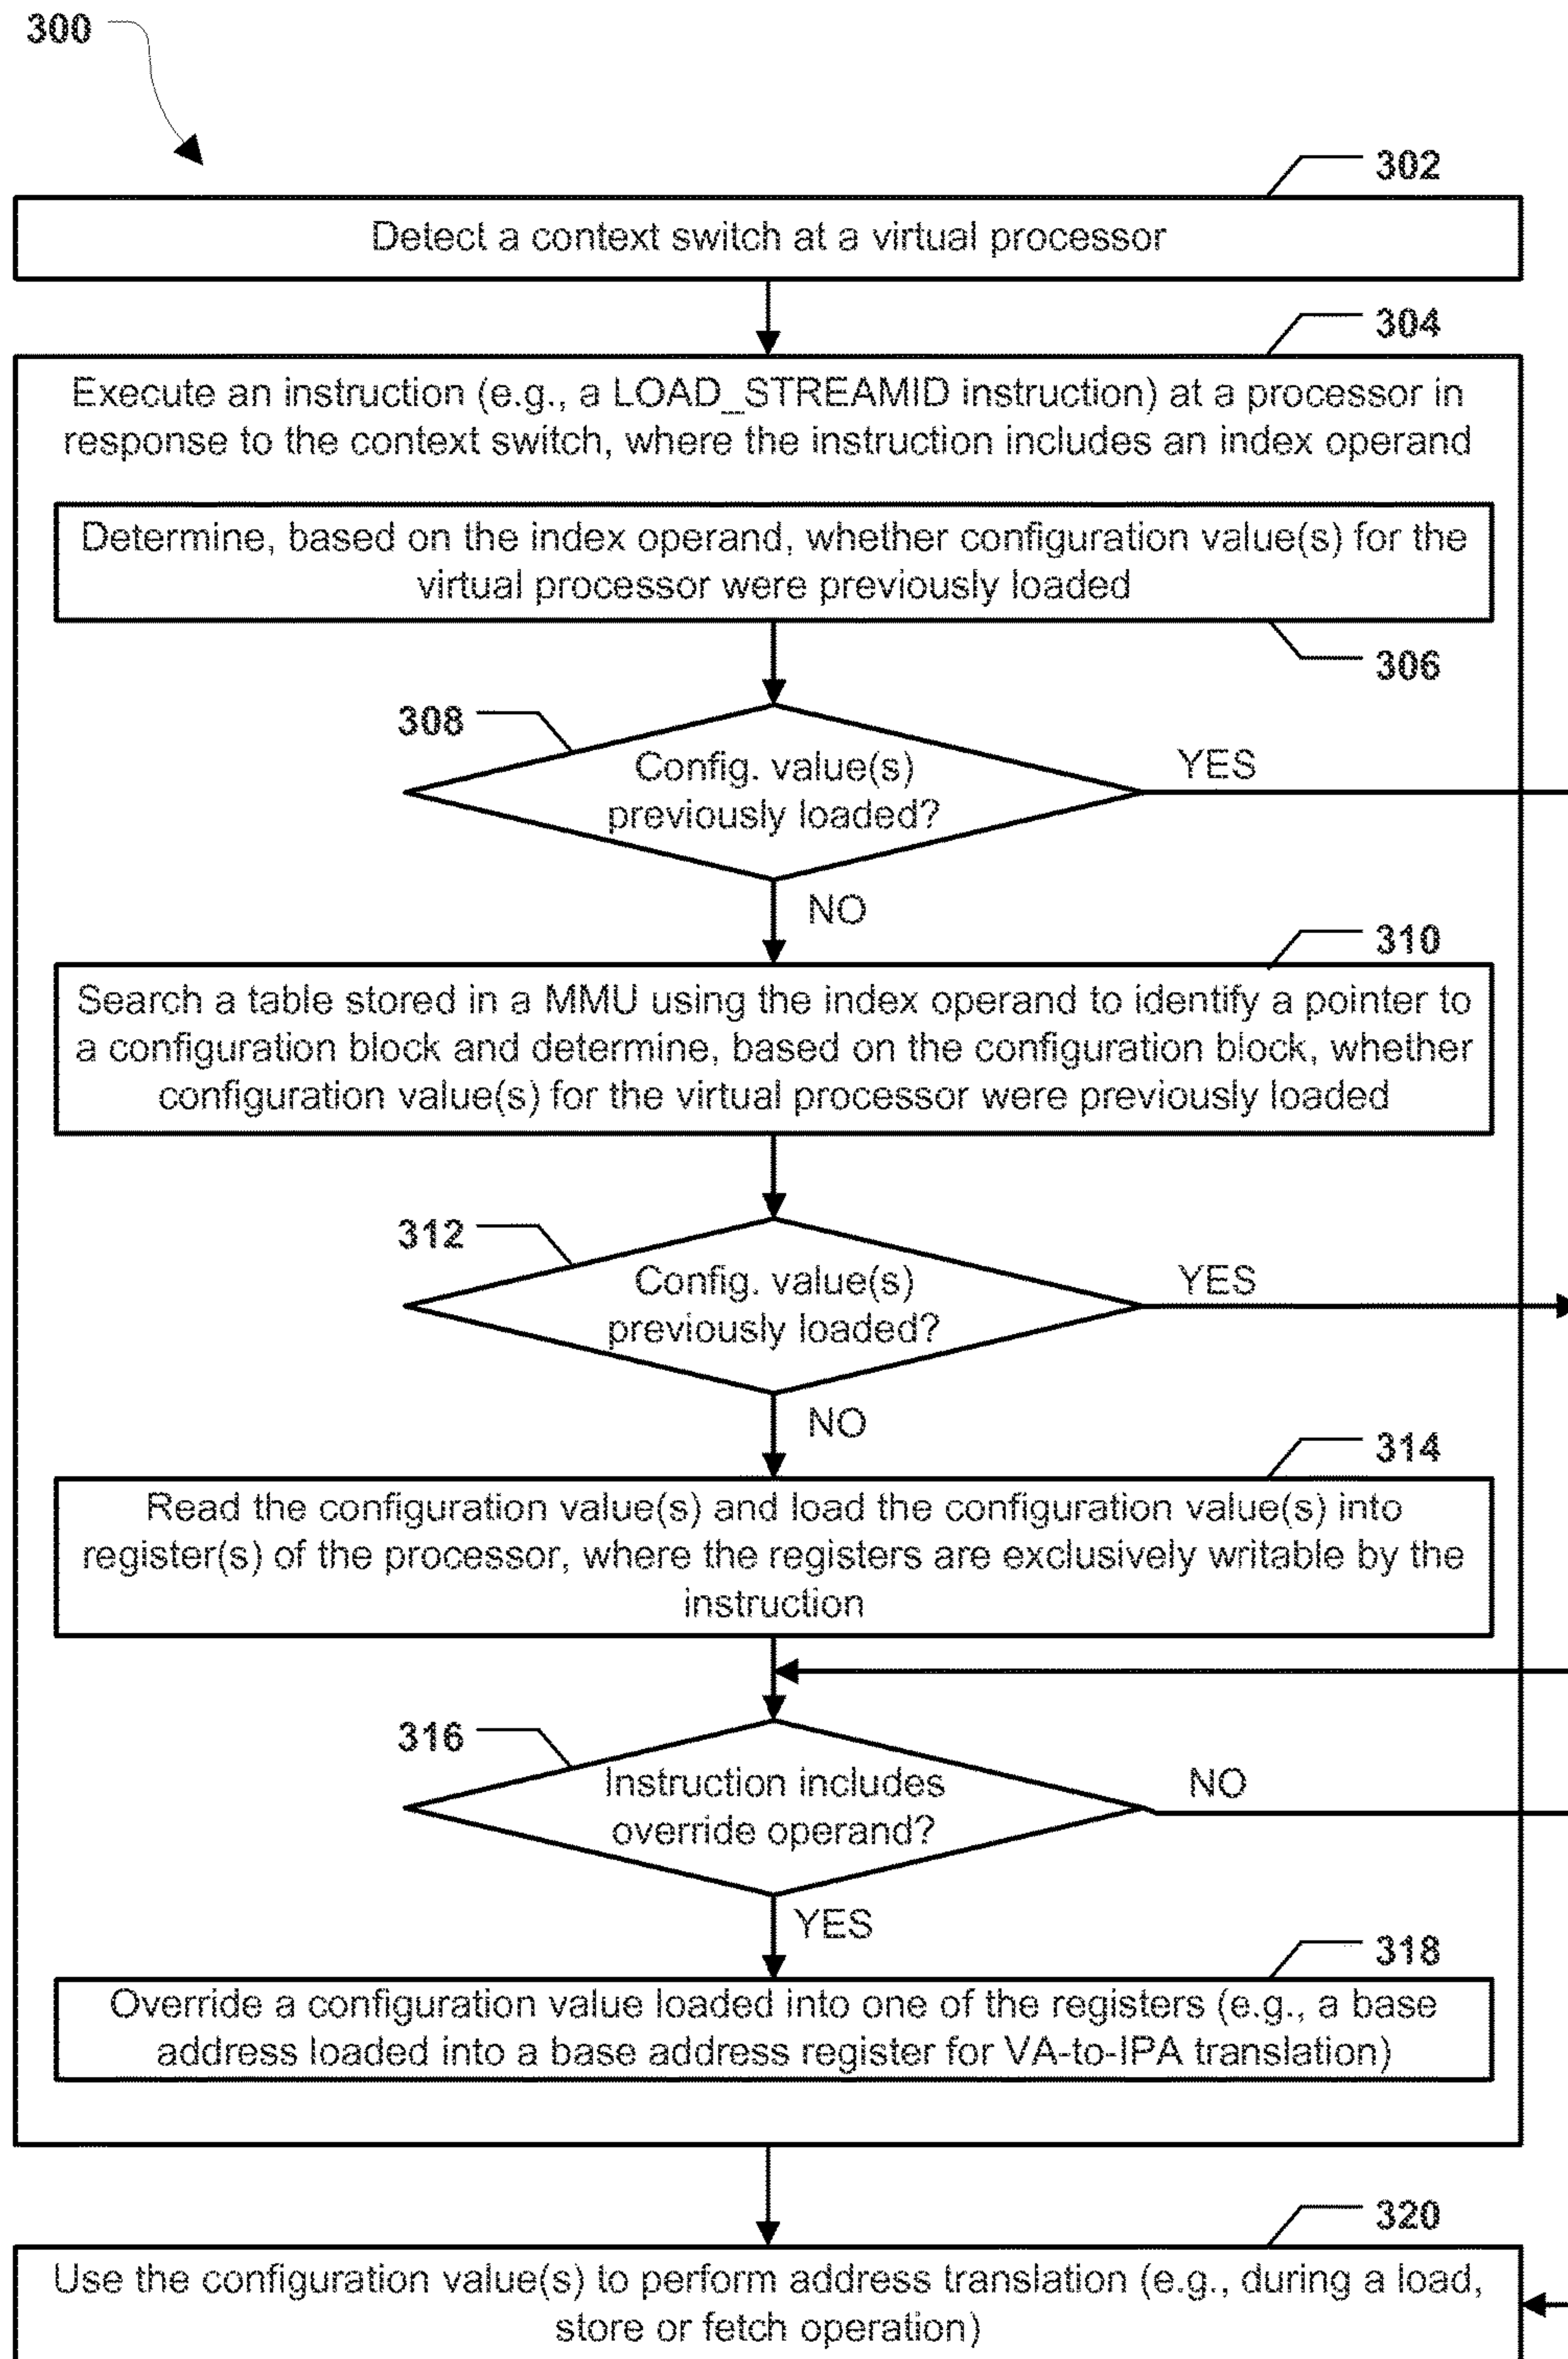 300
302
Detect a context switch at a virtual processor
304
Execute an instruction (e.g., a LOAD_STREAMID instruction) at a processor in
response to the context switch, where the instruction includes an index operand
Determine, based on the index operand, whether configuration value(s) for the
virtual processor were previously loaded
306
308
Config. value(s)
previously loaded?
YES
NO
310
Search a table stored in a MMU using the index operand to identify a pointer to
a configuration block and determine, based on the configuration block, whether
configuration value(s) for the virtual processor were previously loaded
312
Config. value(s)
previously loaded?
YES
NO
314
Read the configuration value(s) and load the configuration value(s) into
register(s) of the processor, where the registers are exclusively writable by the
instruction
316
Instruction includes
override operand?
NO
YES
318
Override a configuration value loaded into one of the registers (e.g., a base
address loaded into a base address register for VA-to-IPA translation)
320
Use the configuration value(s) to perform address translation (e.g., during a load,
store or fetch operation)